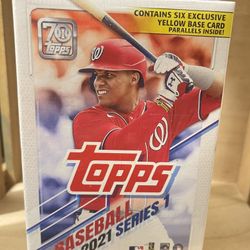 70
TOPPS
CONTAINS SIX EXCLUSIVE
YELLOW BASE CARD
PARALLELS INSIDE!
W
W
topps
BASEBALL
2021 SERIES 1